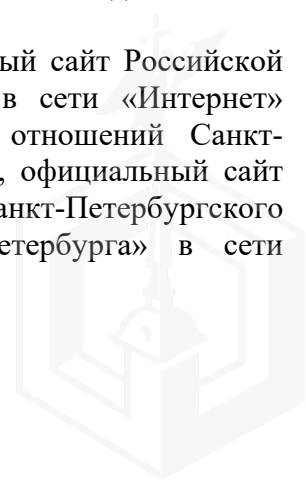 ый сайт Российской
в сети «Интернет»
отношений Санкт-
, официальный сайт
анкт-Петербургского
етербурга» в сети